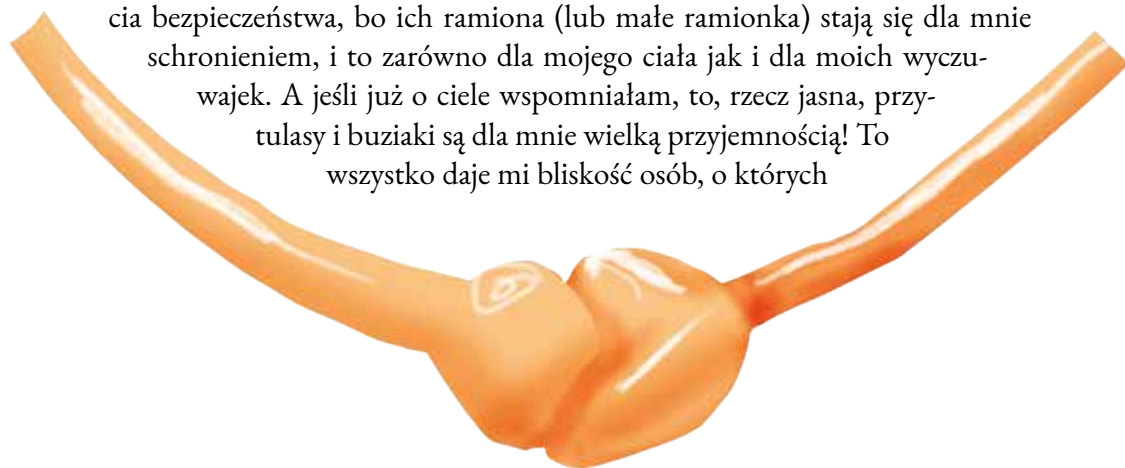 cia bezpieczeństwa, bo ich ramiona (lub małe ramionka) stają się dla mnie
schronieniem, i to zarówno dla mojego ciała jak i dla moich wyczu-
wajek. A jeśli już o ciele wspomniałam, to, rzecz jasna, przy-
tulasy i buziaki są dla mnie wielką przyjemnością! To
wszystko daje mi bliskość osób, o których